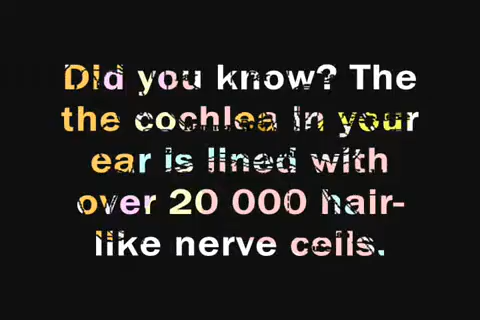 Did you know? The
the cochlea in your
ear is lined with
over 20 000 hair-
like nerve cells.